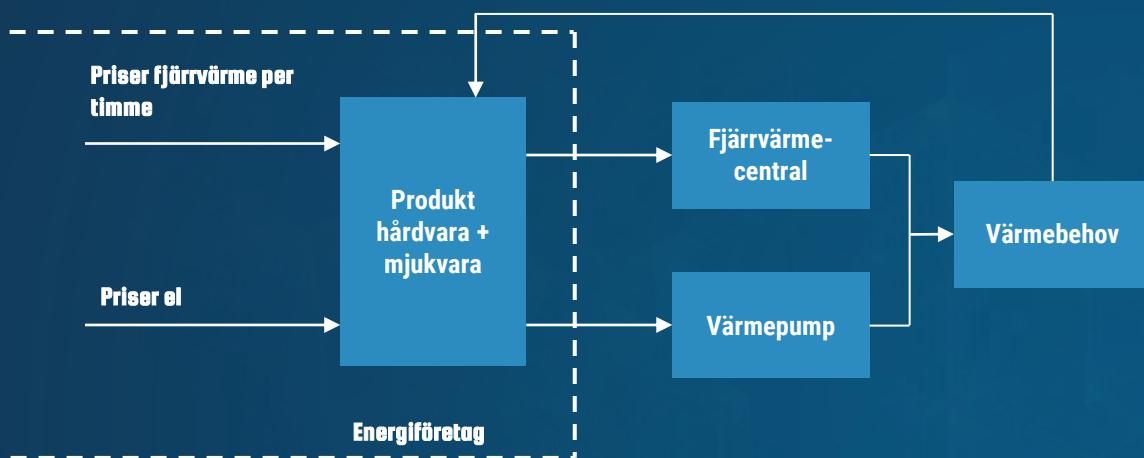 Priser fjärrvärme per
timme
Fjärrvärme-
central
Produkt
hårdvara +
mjukvara
Värmebehov
Priser el
Värmepump
Energiföretag